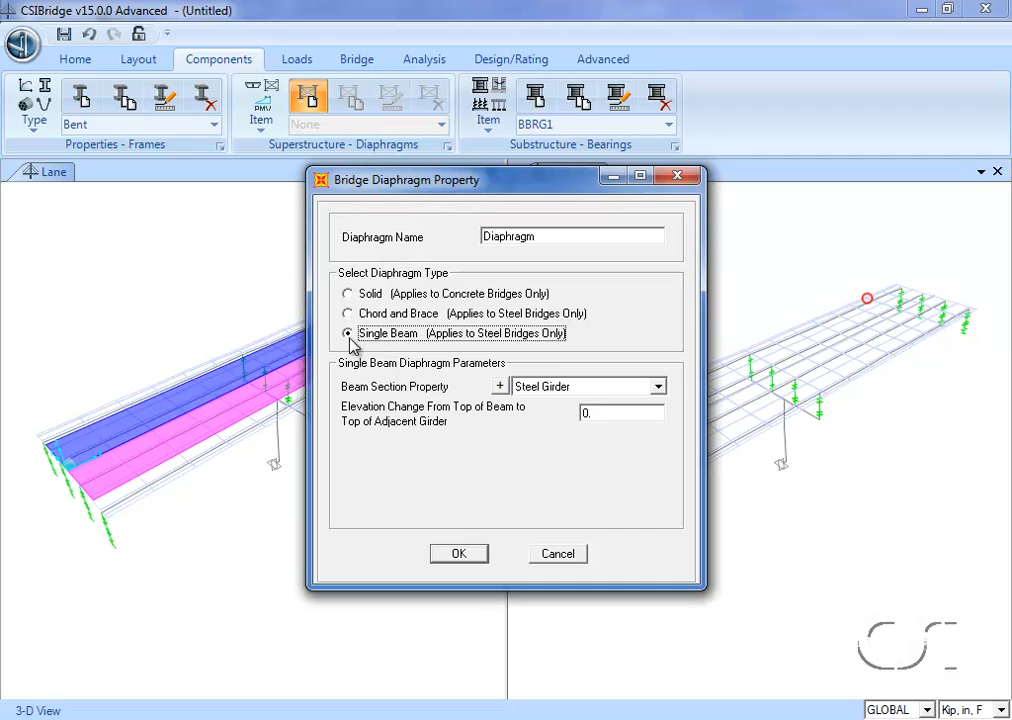 CSiBridge v15.0.0 Advanced - (Untitled)
Home Layout Components Loads Bridge Analysis Design/Rating Advanced
Type
Bent
Properties - Frames
PMV
Item
None
Superstructure - Diaphragms
Item
BBRG1
Substructure - Bearings
Lane
Bridge Diaphragm Property
Diaphragm Name
Diaphragm
Select Diaphragm Type
Solid (Applies to Concrete Bridges Only)
Chord and Brace (Applies to Steel Bridges Only)
Single Beam (Applies to Steel Bridges Only)
Single Beam Diaphragm Parameters
Beam Section Property + Steel Girder
Elevation Change From Top of Beam to
Top of Adjacent Girder
0.
OK Cancel
CSI
3-D View
GLOBAL Kip, in, F